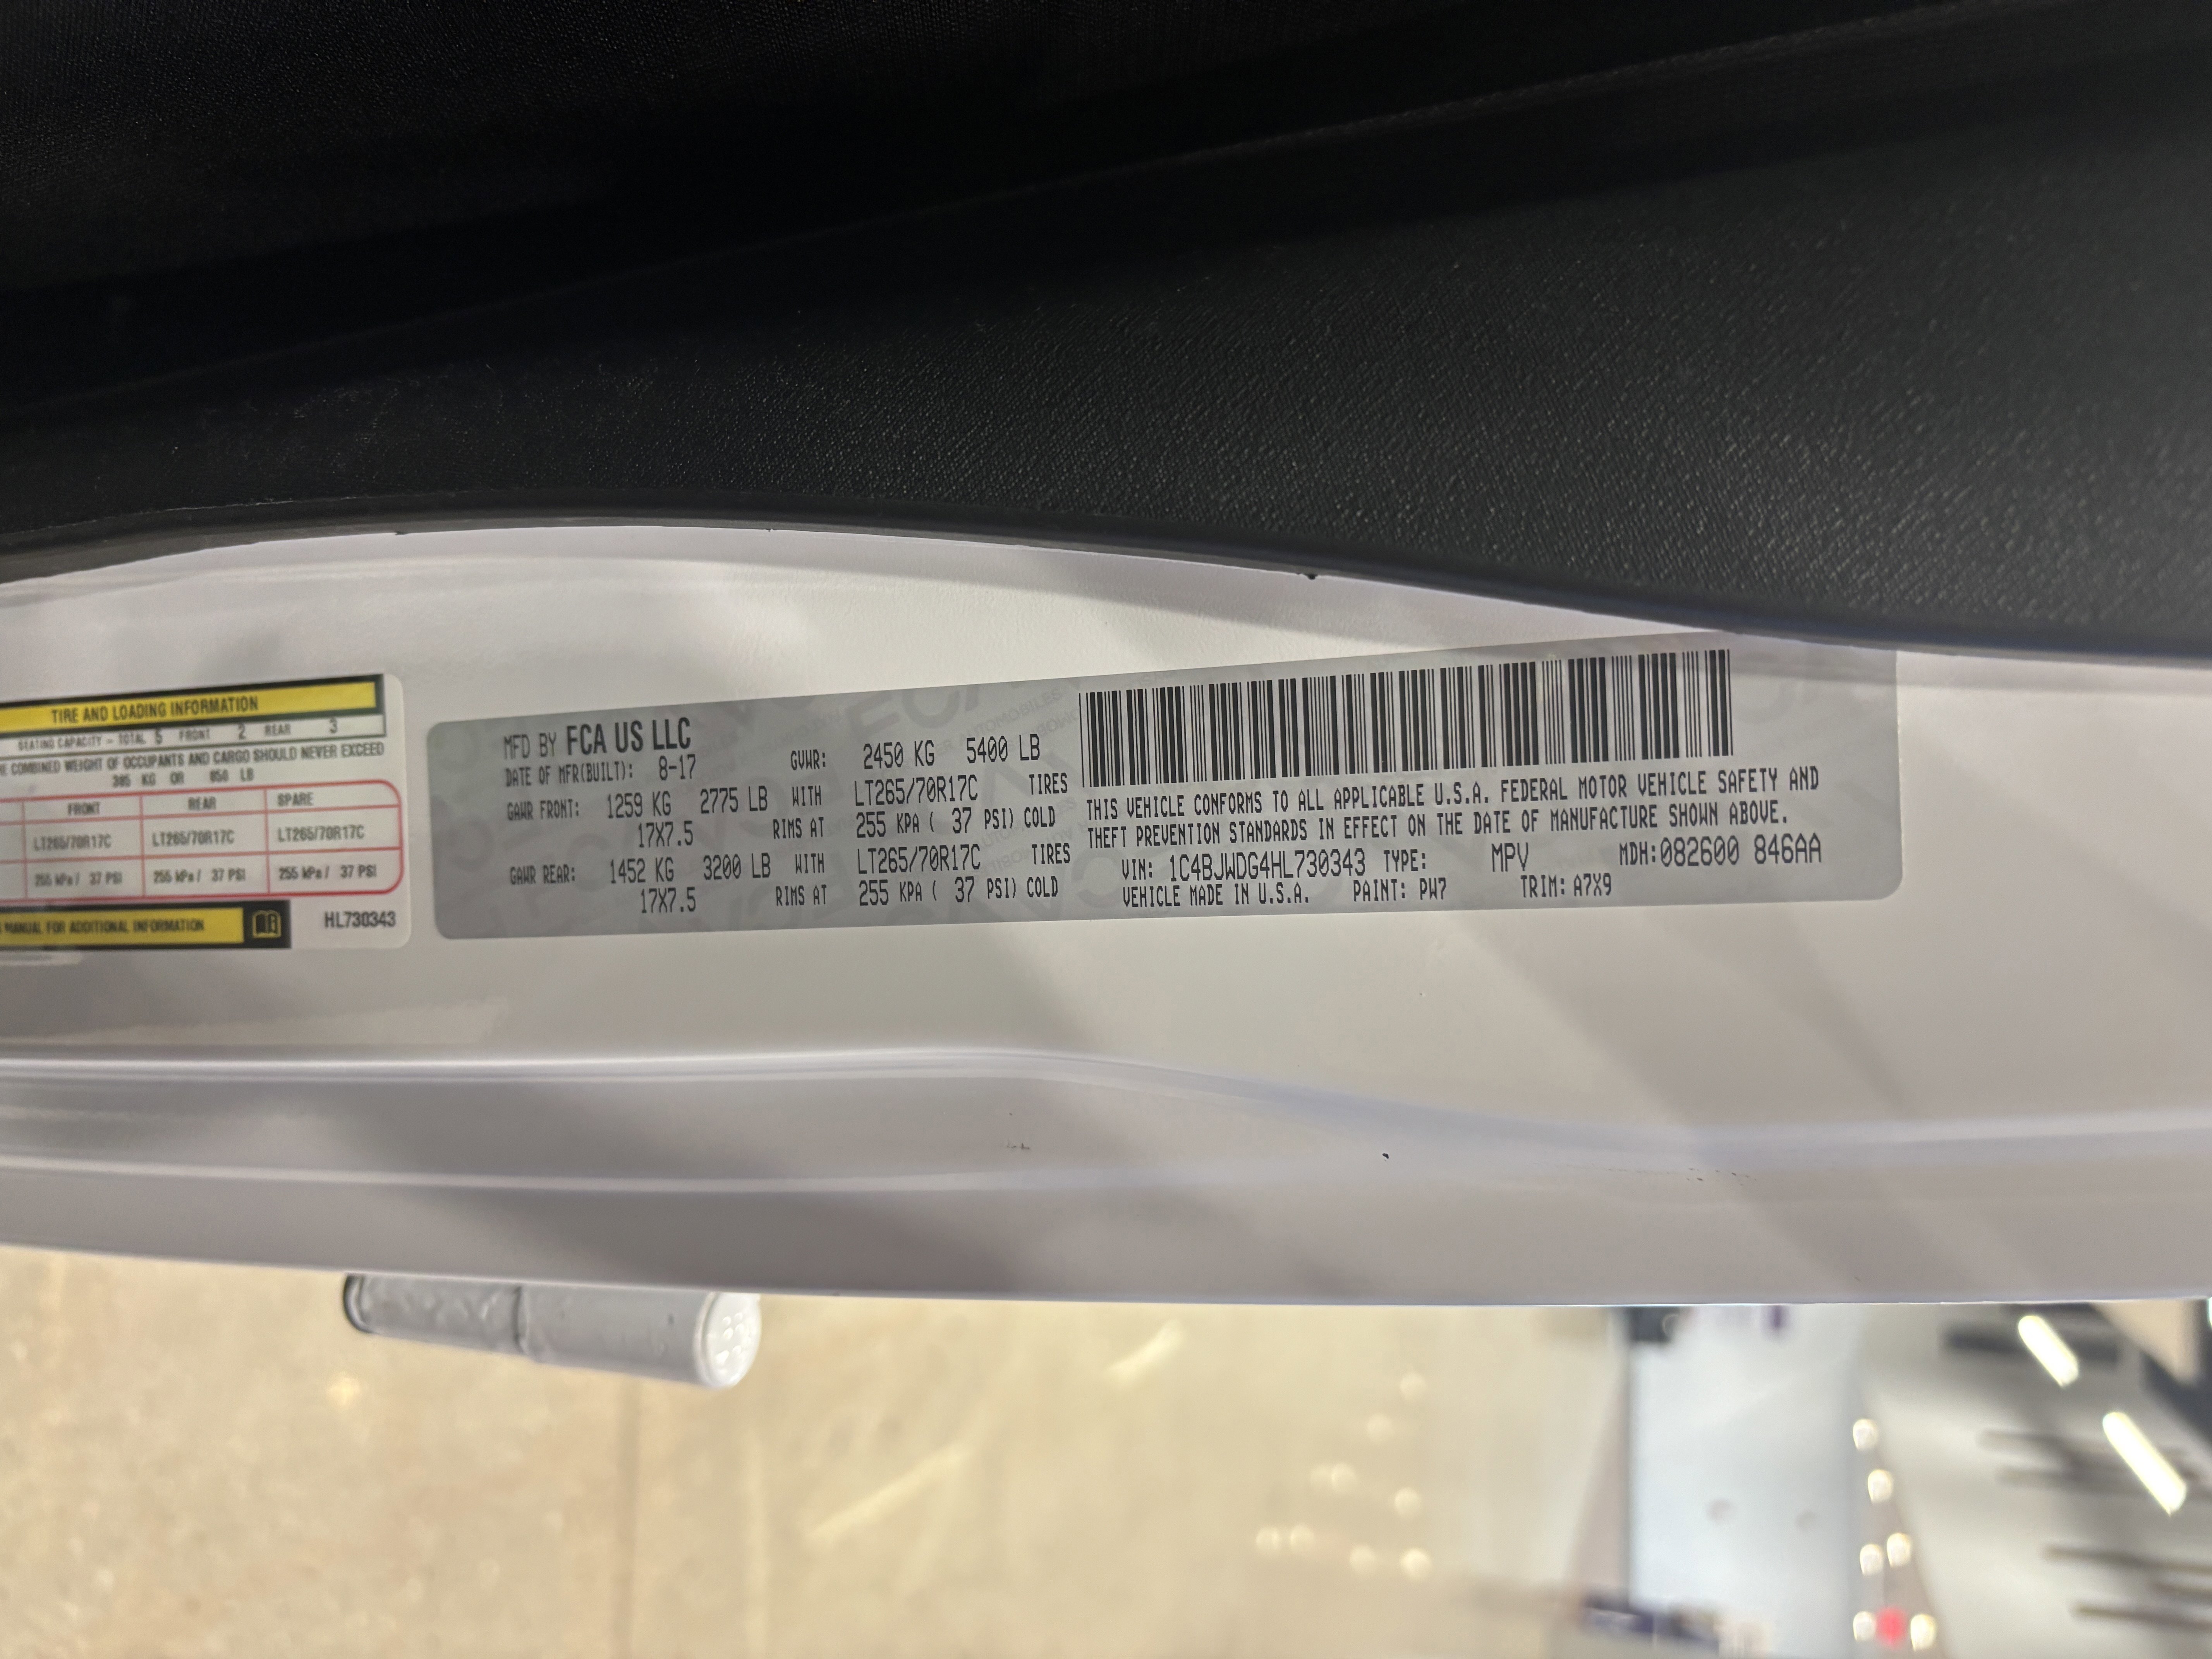 TIRE AND LOADING INFORMATION
SEATING CAPACITY - TOTAL 5 FRONT 2 REAR 3
COMBINED WEIGHT OF OCCUPANTS AND CARGO SHOULD NEVER EXCEED
385 KG OR 850 LB
FRONT REAR SPARE
LT265/70R17C LT265/70R17C LT265/70R17C
255 kPa / 37 PSI 255 kPa / 37 PSI 255 kPa / 37 PSI
MANUAL FOR ADDITIONAL INFORMATION
HL730343
MFD BY FCA US LLC
DATE OF MFR(BUILT): 8-17 GVWR: 2450 KG 5400 LB
GAWR FRONT: 1259 KG 2775 LB WITH LT265/70R17C TIRES
17X7.5 RIMS AT 255 KPA ( 37 PSI) COLD
GAWR REAR: 1452 KG 3200 LB WITH LT265/70R17C TIRES
17X7.5 RIMS AT 255 KPA ( 37 PSI) COLD
THIS VEHICLE CONFORMS TO ALL APPLICABLE U.S.A. FEDERAL MOTOR VEHICLE SAFETY AND
THEFT PREVENTION STANDARDS IN EFFECT ON THE DATE OF MANUFACTURE SHOWN ABOVE.
VIN: 1C4BJWDG4HL730343 TYPE: MPV MDH:082600 846AA
VEHICLE MADE IN U.S.A. PAINT: PW7 TRIM: A7X9